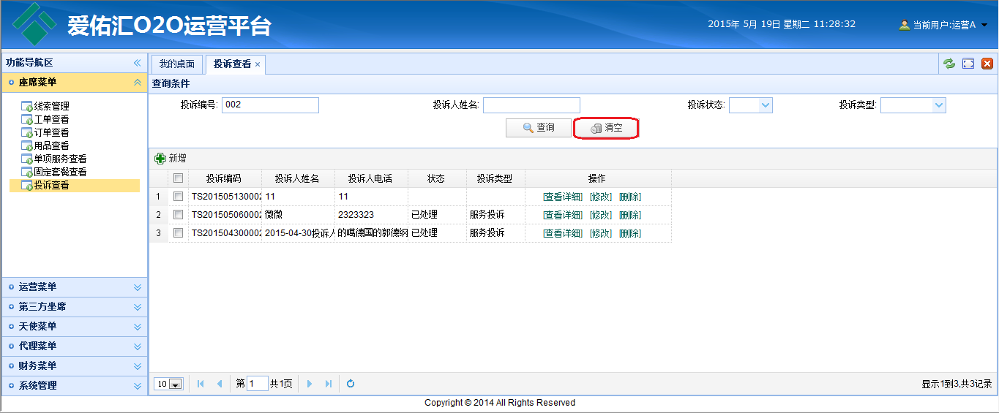 爱佑汇O2O运营平台
2015年 5月 19日 星期二 11:28:32
当前用户:运营A
功能导航区
座席菜单
线索管理
工单查看
订单查看
用品查看
单项服务查看
固定套餐查看
投诉查看
运营菜单
第三方坐席
天使菜单
代理菜单
财务菜单
系统管理
我的桌面 投诉查看
查询条件
投诉编号: 002 投诉人姓名: 投诉状态: 投诉类型:
查询 清空
新增
投诉编码 投诉人姓名 投诉人电话 状态 投诉类型 操作
1 TS201505130002 11 11 [查看详细] [修改] [删除]
2 TS201505060002 微微 2323323 已处理 服务投诉 [查看详细] [修改] [删除]
3 TS201504300002 2015-04-30投诉人 的噶德国的郭德纲 已处理 服务投诉 [查看详细] [修改] [删除]
10 第 1 共1页 显示1到3,共3记录
Copyright © 2014 All Rights Reserved